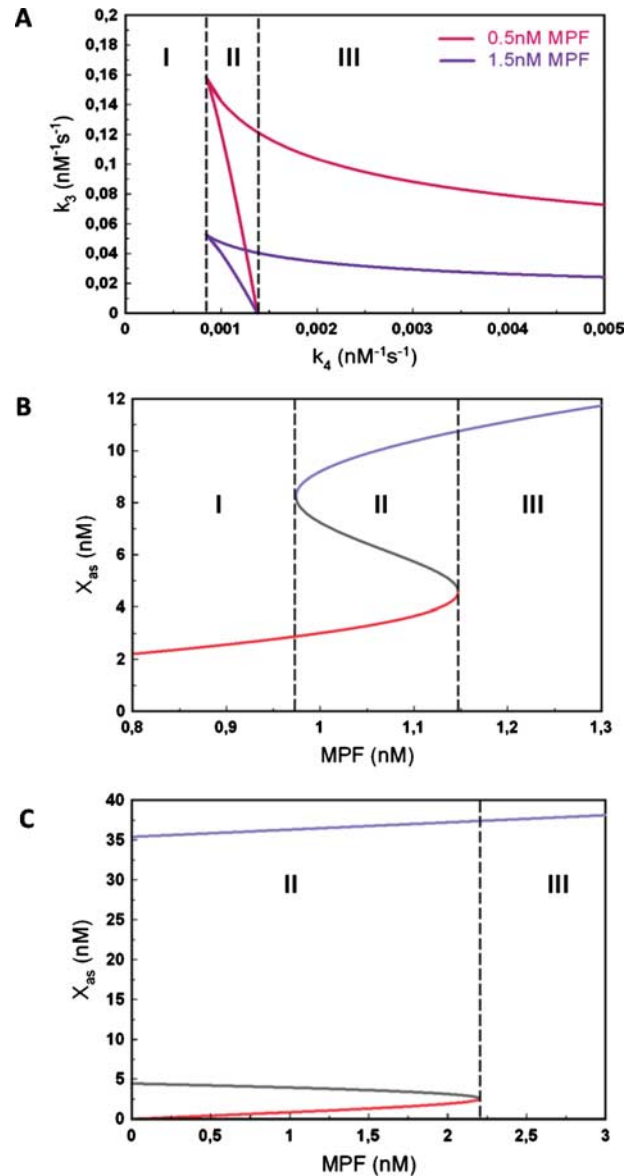 A
I II III
0.5nM MPF
1.5nM MPF
0,2
0,18
0,16
0,14
0,12
0,1
0,08
0,06
0,04
0,02
0
k₃ (nM⁻¹s⁻¹)
0 0,001 0,002 0,003 0,004 0,005
k₄ (nM⁻¹s⁻¹)
B
12
10
8
6
4
2
0
Xas (nM)
I II III
0,8 0,9 1 1,1 1,2 1,3
MPF (nM)
C
40
35
30
25
20
15
10
5
0
Xas (nM)
II III
0 0,5 1 1,5 2 2,5 3
MPF (nM)